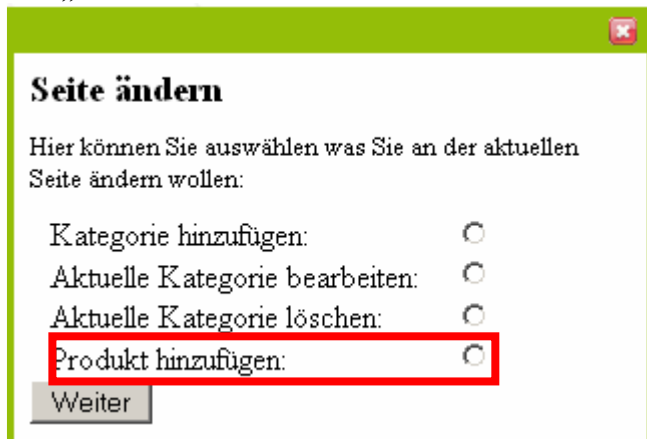 Seite ändern
Hier können Sie auswählen was Sie an der aktuellen
Seite ändern wollen:
Kategorie hinzufügen:
Aktuelle Kategorie bearbeiten:
Aktuelle Kategorie löschen:
Produkt hinzufügen:
Weiter